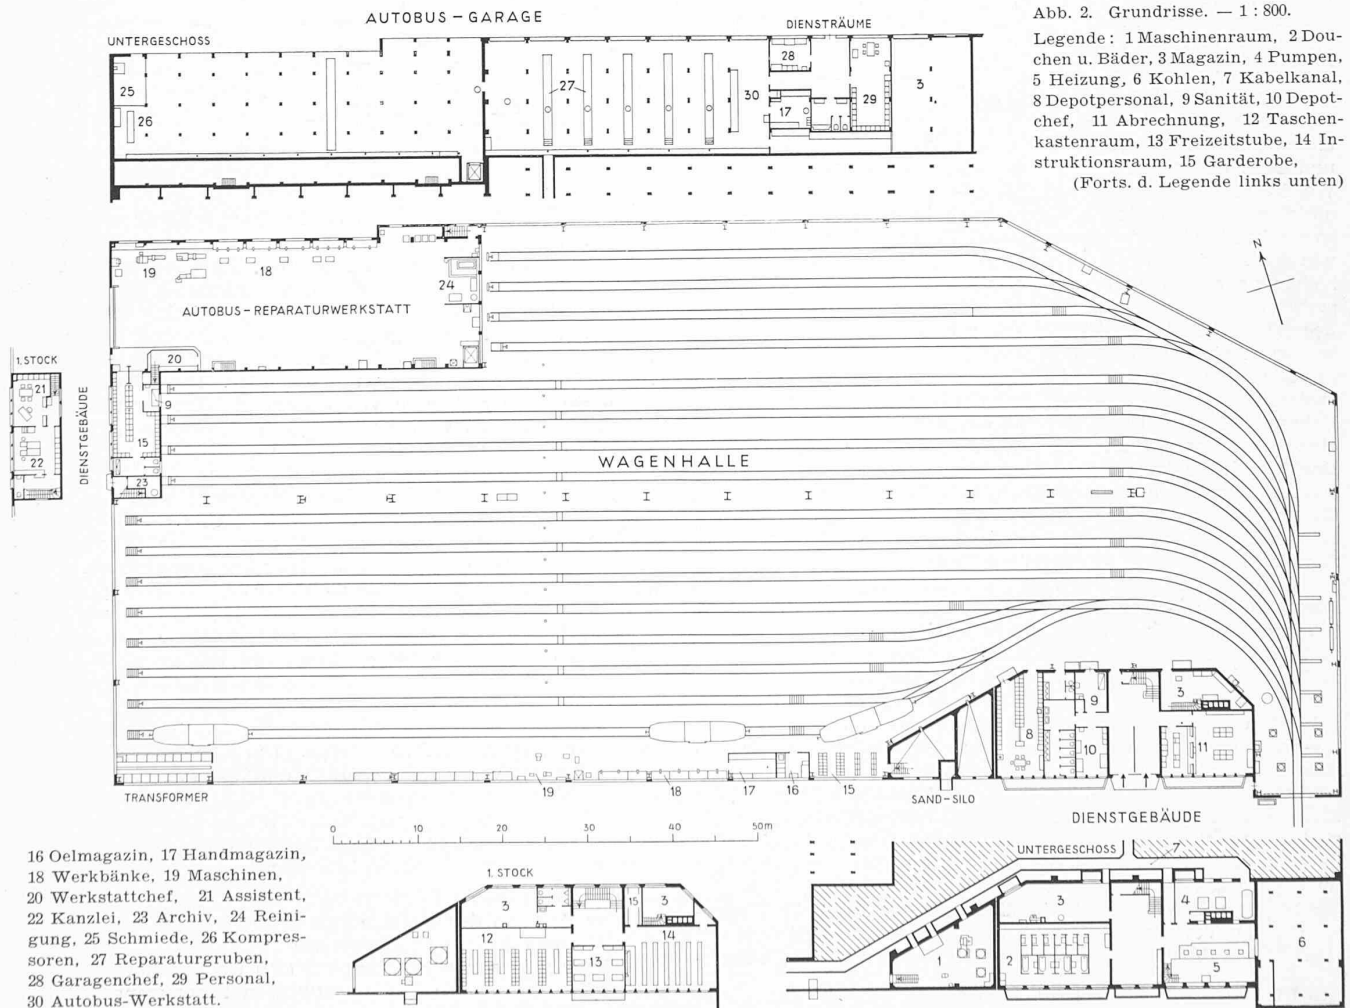 AUTOBUS – GARAGE
UNTERGESCHOSS
DIENSTRÄUME
25
26
27
30
28
17
29
3
Abb. 2. Grundrisse. — 1 : 800.
Legende: 1 Maschinenraum, 2 Dou-
chen u. Bäder, 3 Magazin, 4 Pumpen,
5 Heizung, 6 Kohlen, 7 Kabelkanal,
8 Depotpersonal, 9 Sanität, 10 Depot-
chef, 11 Abrechnung, 12 Taschen-
kastenraum, 13 Freizeitstube, 14 In-
struktionsraum, 15 Garderobe,
(Forts. d. Legende links unten)
N
19
18
24
AUTOBUS – REPARATURWERKSTATT
20
1. STOCK
21
22
DIENSTGEBÄUDE
9
15
23
WAGENHALLE
8
9
10
3
11
TRANSFORMER
19
18
17
16
15
SAND – SILO
DIENSTGEBÄUDE
0 10 20 30 40 50m
16 Oelmagazin, 17 Handmagazin,
18 Werkbänke, 19 Maschinen,
20 Werkstattchef, 21 Assistent,
22 Kanzlei, 23 Archiv, 24 Reini-
gung, 25 Schmiede, 26 Kompres-
soren, 27 Reparaturgruben,
28 Garagenchef, 29 Personal,
30 Autobus-Werkstatt.
1. STOCK
3
15
3
12
13
14
UNTERGESCHOSS
7
3
4
1
2
5
6